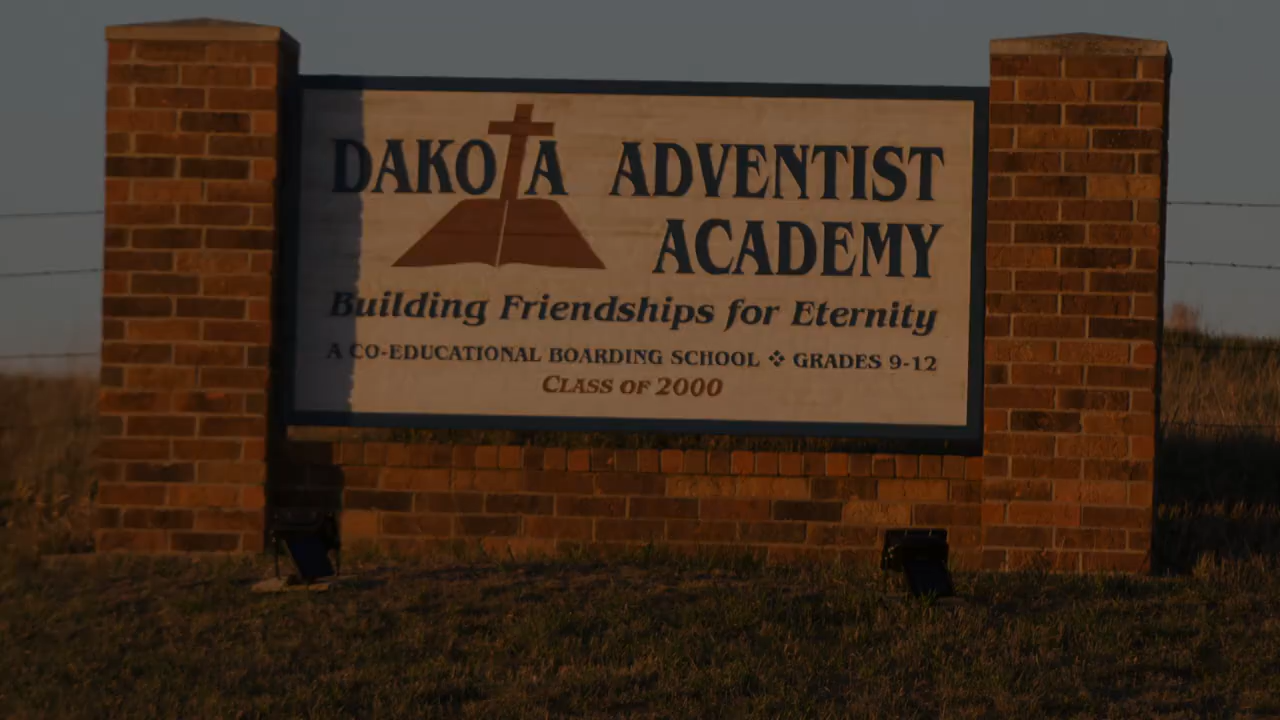 DAKOTA ADVENTIST
ACADEMY
Building Friendships for Eternity
A CO-EDUCATIONAL BOARDING SCHOOL ❖ GRADES 9-12
CLASS OF 2000